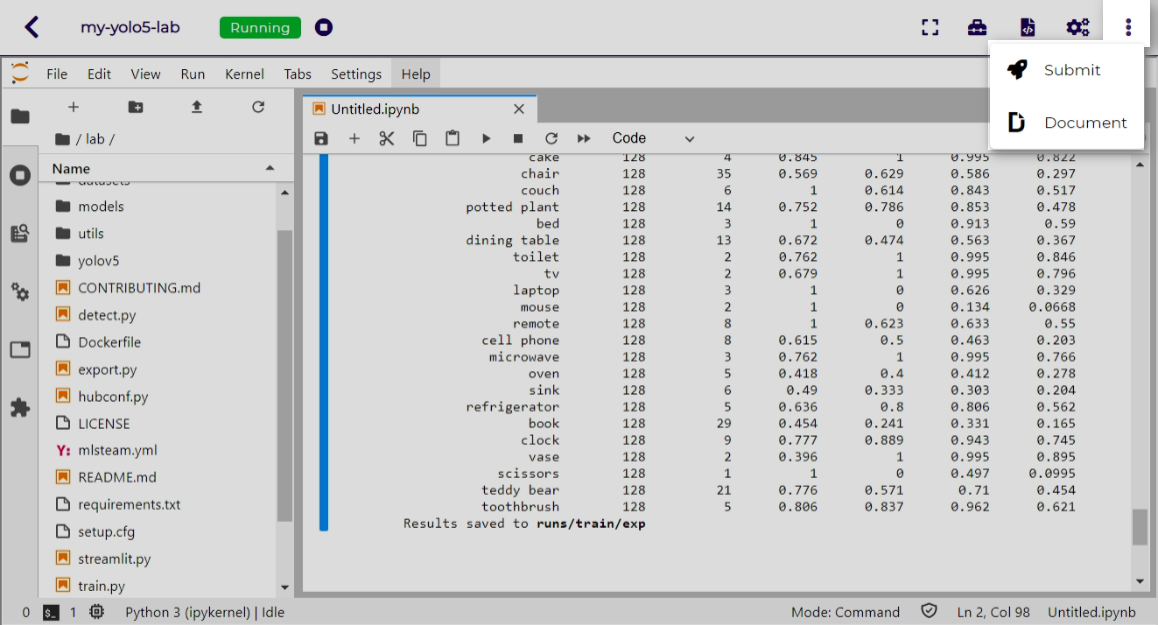 my-yolo5-lab Running
Submit
Document
File Edit View Run Kernel Tabs Settings Help
Untitled.ipynb
/ lab /
Code
Name
datasets
models
utils
yolov5
CONTRIBUTING.md
detect.py
Dockerfile
export.py
hubconf.py
LICENSE
Y: mlsteam.yml
README.md
requirements.txt
setup.cfg
streamlit.py
train.py
cake 128 4 0.845 1 0.995 0.822
chair 128 35 0.569 0.629 0.586 0.297
couch 128 6 1 0.614 0.843 0.517
potted plant 128 14 0.752 0.786 0.853 0.478
bed 128 3 1 0 0.913 0.59
dining table 128 13 0.672 0.474 0.563 0.367
toilet 128 2 0.762 1 0.995 0.846
tv 128 2 0.679 1 0.995 0.796
laptop 128 3 1 0 0.626 0.329
mouse 128 2 1 0 0.134 0.0668
remote 128 8 1 0.623 0.633 0.55
cell phone 128 8 0.615 0.5 0.463 0.203
microwave 128 3 0.762 1 0.995 0.766
oven 128 5 0.418 0.4 0.412 0.278
sink 128 6 0.49 0.333 0.303 0.204
refrigerator 128 5 0.636 0.8 0.806 0.562
book 128 29 0.454 0.241 0.331 0.165
clock 128 9 0.777 0.889 0.943 0.745
vase 128 2 0.396 1 0.995 0.895
scissors 128 1 1 0 0.497 0.0995
teddy bear 128 21 0.776 0.571 0.71 0.454
toothbrush 128 5 0.806 0.837 0.962 0.621
Results saved to runs/train/exp
0 $_ 1 Python 3 (ipykernel) | Idle Mode: Command Ln 2, Col 98 Untitled.ipynb